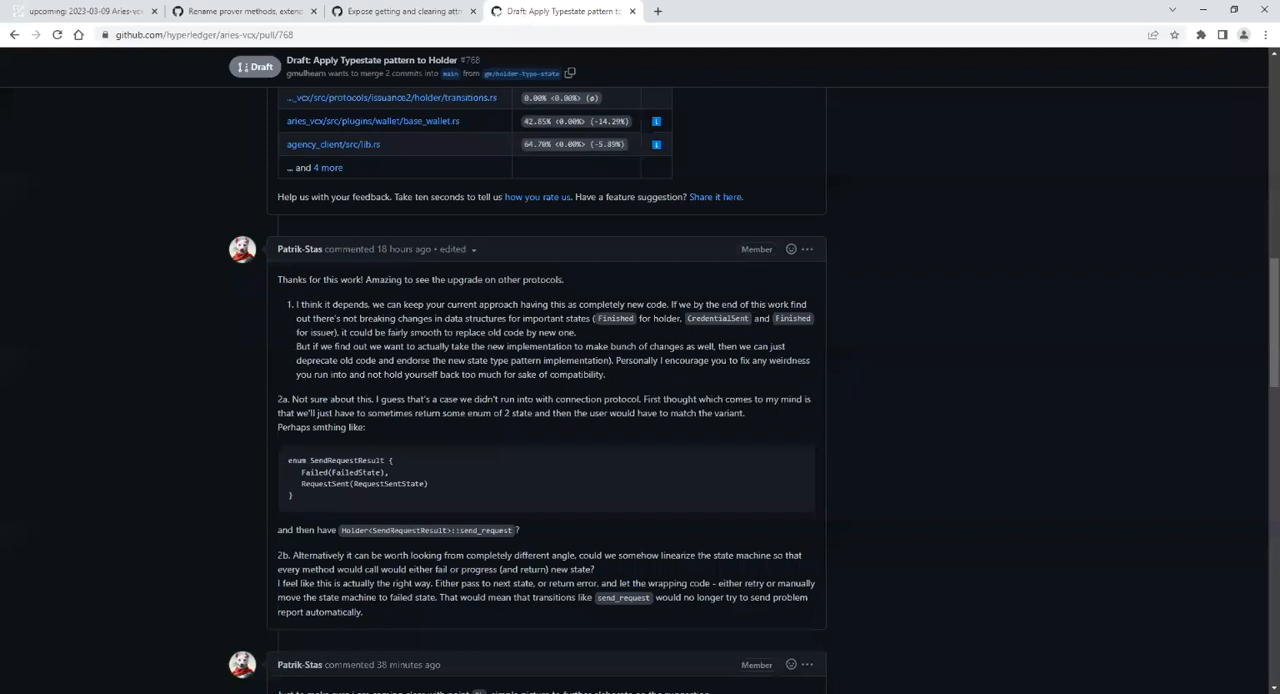 upcoming: 2023-03-09 Aries-vcx
Rename prover methods, extend
Expose getting and clearing attr
Draft: Apply Typestate pattern to
github.com/hyperledger/aries-vcx/pull/768
Draft
Draft: Apply Typestate pattern to Holder #768
gmulhearn wants to merge 2 commits into main from gm/holder-type-state
..._vcx/src/protocols/issuance2/holder/transitions.rs 0.00% <0.00%> (ø)
aries_vcx/src/plugins/wallet/base_wallet.rs 42.85% <0.00%> (-14.29%)
agency_client/src/lib.rs 64.70% <0.00%> (-5.89%)
... and 4 more
Help us with your feedback. Take ten seconds to tell us how you rate us. Have a feature suggestion? Share it here.
Patrik-Stas commented 18 hours ago • edited Member
Thanks for this work! Amazing to see the upgrade on other protocols.
1. I think it depends, we can keep your current approach having this as completely new code. If we by the end of this work find
out there's not breaking changes in data structures for important states (Finished for holder, CredentialSent and Finished
for issuer), it could be fairly smooth to replace old code by new one.
But if we find out we want to actually take the new implementation to make bunch of changes as well, then we can just
deprecate old code and endorse the new state type pattern implementation). Personally I encourage you to fix any weirdness
you run into and not hold yourself back too much for sake of compatibility.
2a. Not sure about this. I guess that's a case we didn't run into with connection protocol. First thought which comes to my mind is
that we'll just have to sometimes return some enum of 2 state and then the user would have to match the variant.
Perhaps smthing like:
enum SendRequestResult {
Failed(FailedState),
RequestSent(RequestSentState)
}
and then have Holder<SendRequestResult>::send_request?
2b. Alternatively it can be worth looking from completely different angle, could we somehow linearize the state machine so that
every method would call would either fail or progress (and return) new state?
I feel like this is actually the right way. Either pass to next state, or return error, and let the wrapping code - either retry or manually
move the state machine to failed state. That would mean that transitions like send_request would no longer try to send problem
report automatically.
Patrik-Stas commented 38 minutes ago Member